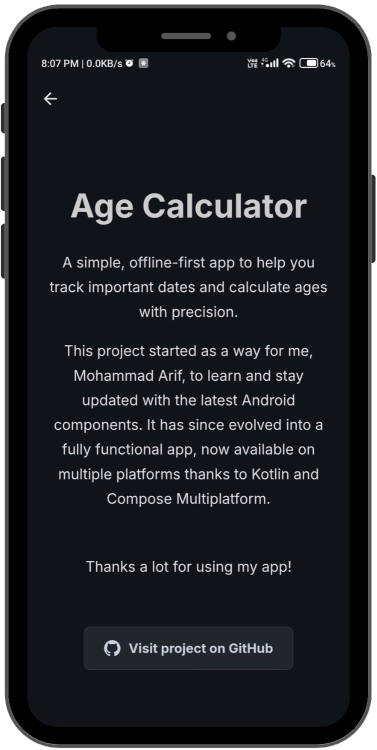 8:07 PM | 0.0KB/s
Voo LTE 4G 64%
Age Calculator
A simple, offline-first app to help you
track important dates and calculate ages
with precision.
This project started as a way for me,
Mohammad Arif, to learn and stay
updated with the latest Android
components. It has since evolved into a
fully functional app, now available on
multiple platforms thanks to Kotlin and
Compose Multiplatform.
Thanks a lot for using my app!
Visit project on GitHub